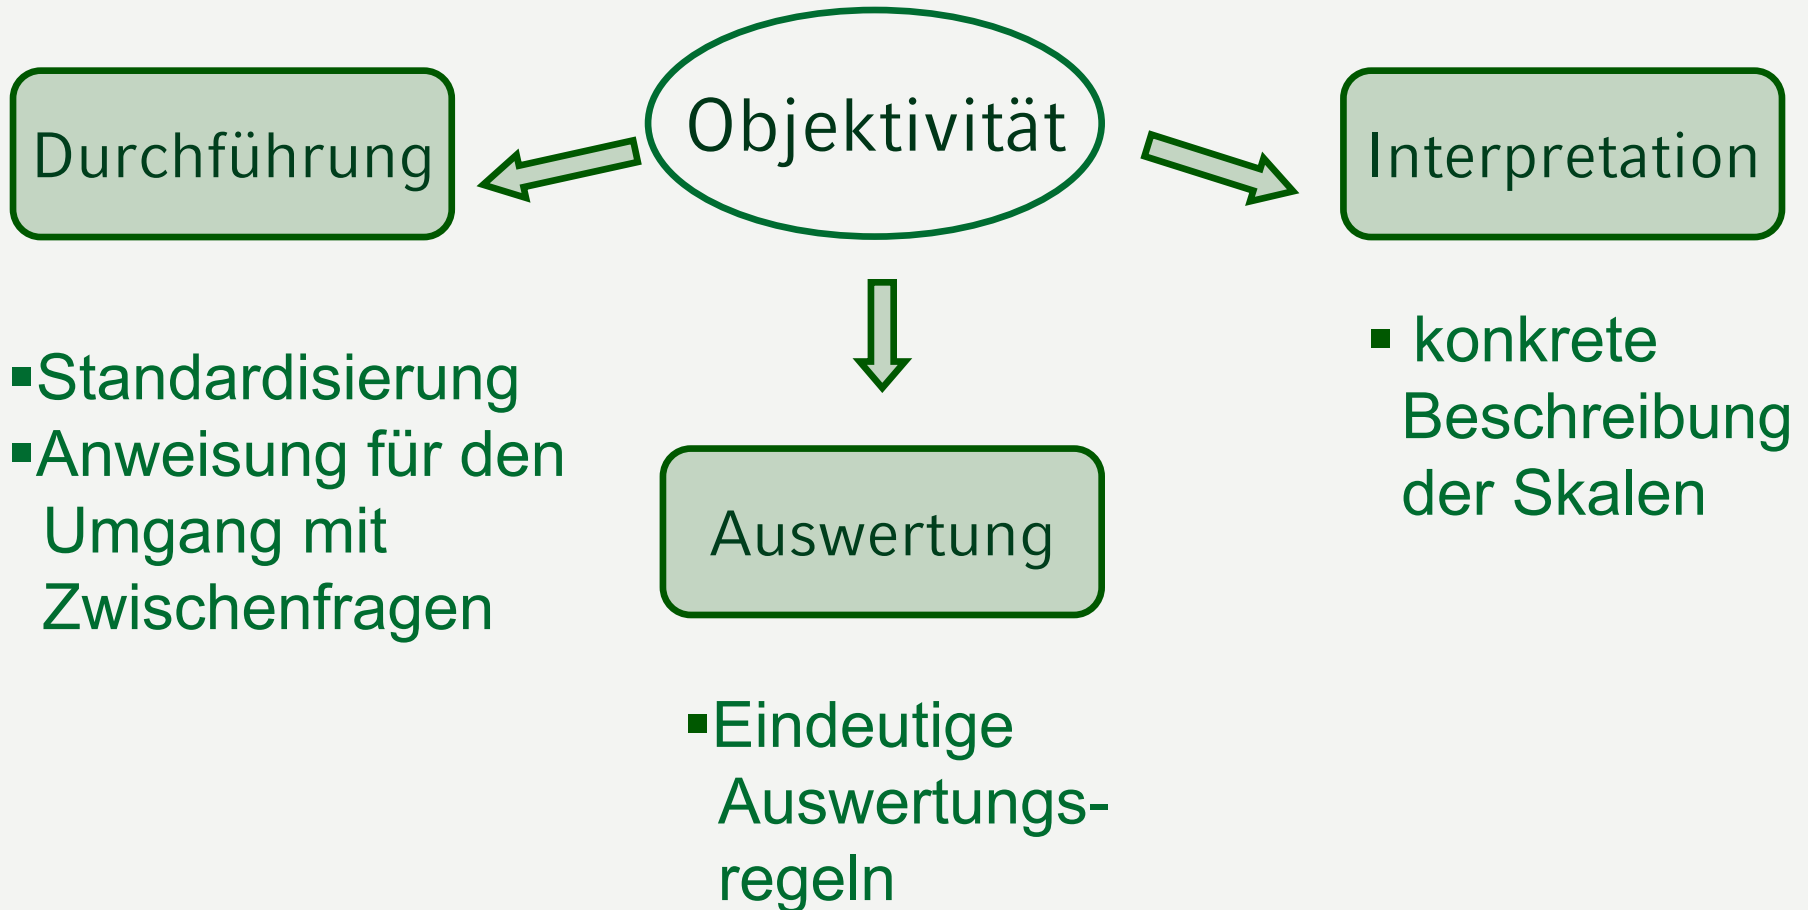 Objektivität
Durchführung
▪Standardisierung
▪Anweisung für den
Umgang mit
Zwischenfragen
Auswertung
▪Eindeutige
Auswertungs-
regeln
Interpretation
▪ konkrete
Beschreibung
der Skalen